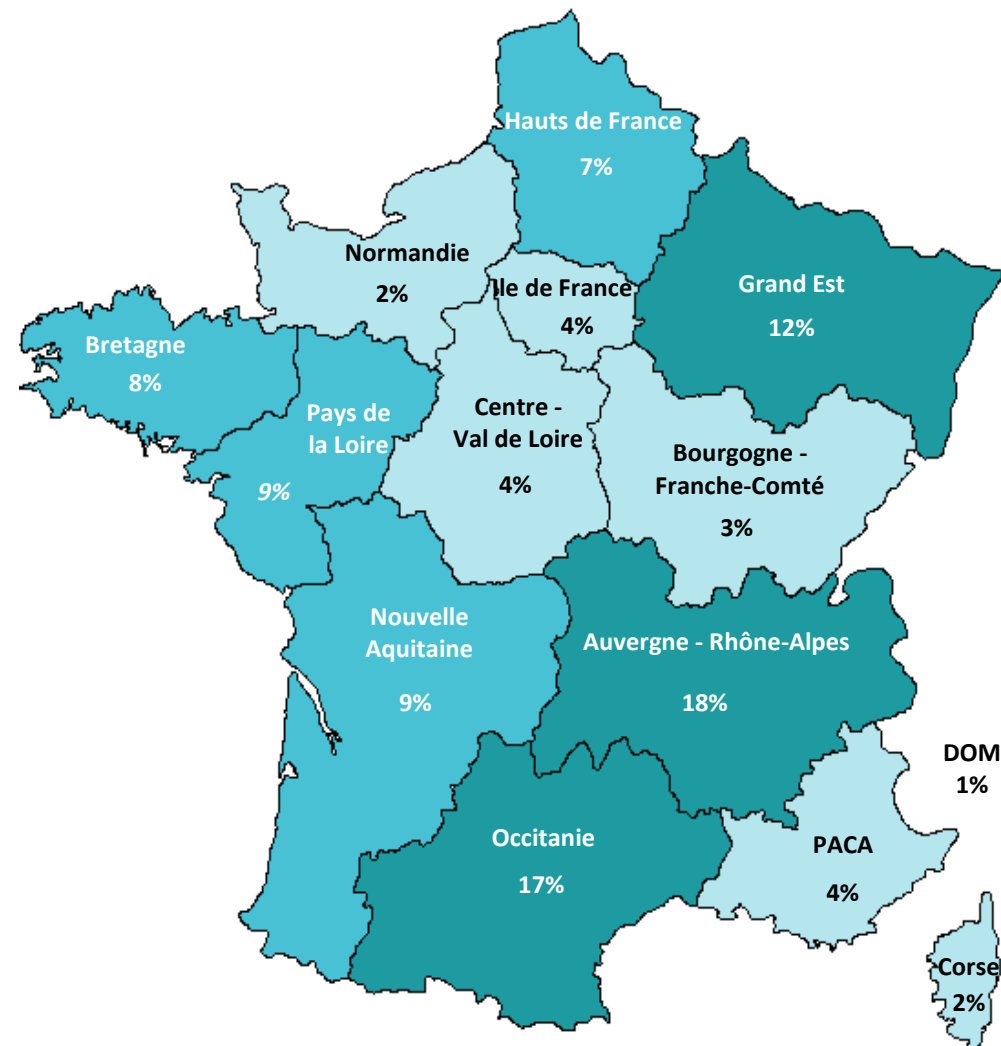 Hauts de France
7%
Normandie
2%
Ile de France
4%
Grand Est
12%
Bretagne
8%
Pays de
la Loire
9%
Centre -
Val de Loire
4%
Bourgogne -
Franche-Comté
3%
Nouvelle
Aquitaine
9%
Auvergne - Rhône-Alpes
18%
DOM
1%
Occitanie
17%
PACA
4%
Corse
2%